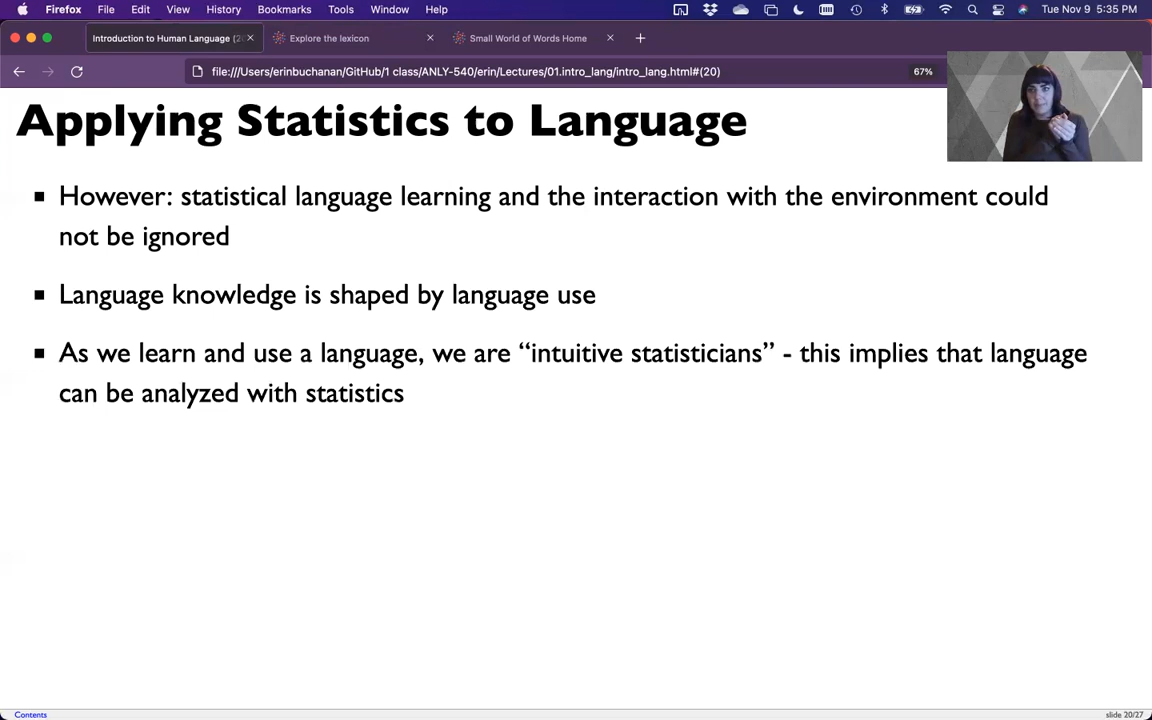 Firefox File Edit View History Bookmarks Tools Window Help Tue Nov 9 5:35 PM
Introduction to Human Language (2 Explore the lexicon Small World of Words Home
file:///Users/erinbuchanan/GitHub/1 class/ANLY-540/erin/Lectures/01.intro_lang/intro_lang.html#(20) 67%
Applying Statistics to Language
However: statistical language learning and the interaction with the environment could
not be ignored
Language knowledge is shaped by language use
As we learn and use a language, we are “intuitive statisticians” - this implies that language
can be analyzed with statistics
Contents slide 20/27